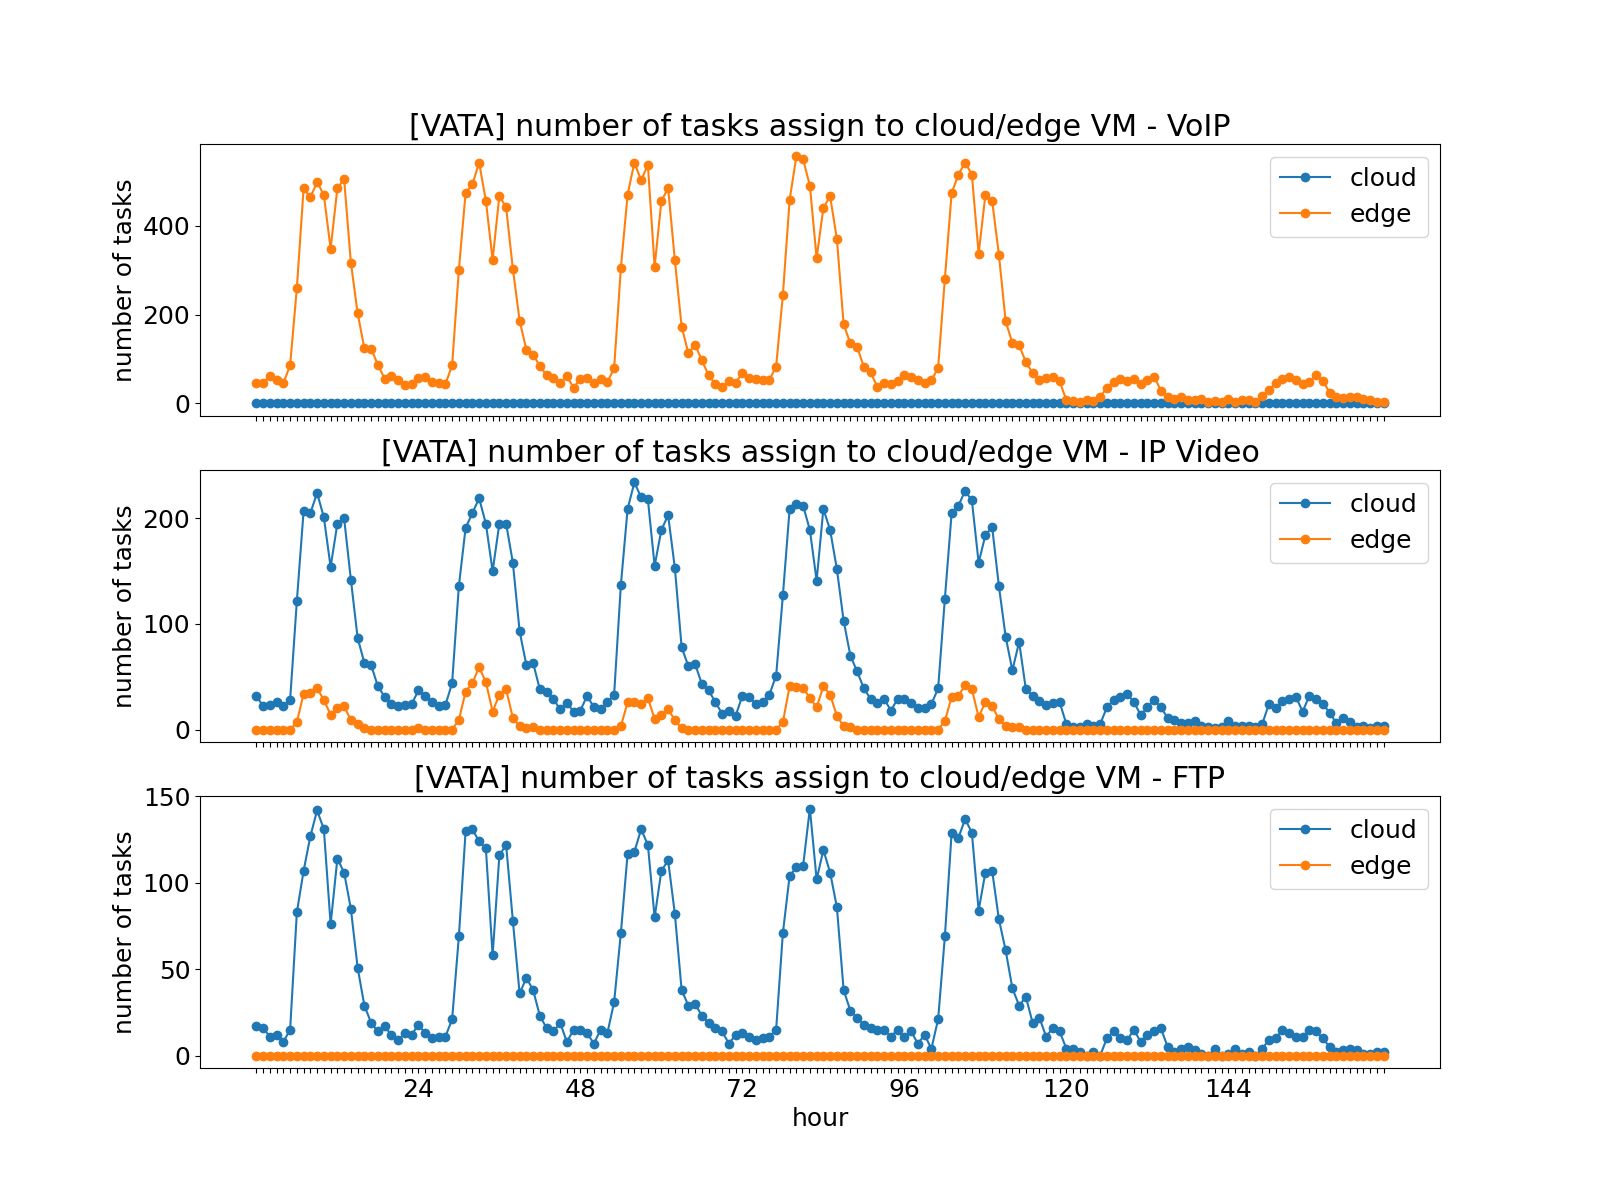 [VATA] number of tasks assign to cloud/edge VM - VoIP
number of tasks
400
200
0
cloud
edge
[VATA] number of tasks assign to cloud/edge VM - IP Video
number of tasks
200
100
0
cloud
edge
[VATA] number of tasks assign to cloud/edge VM - FTP
number of tasks
150
100
50
0
cloud
edge
24 48 72 96 120 144
hour